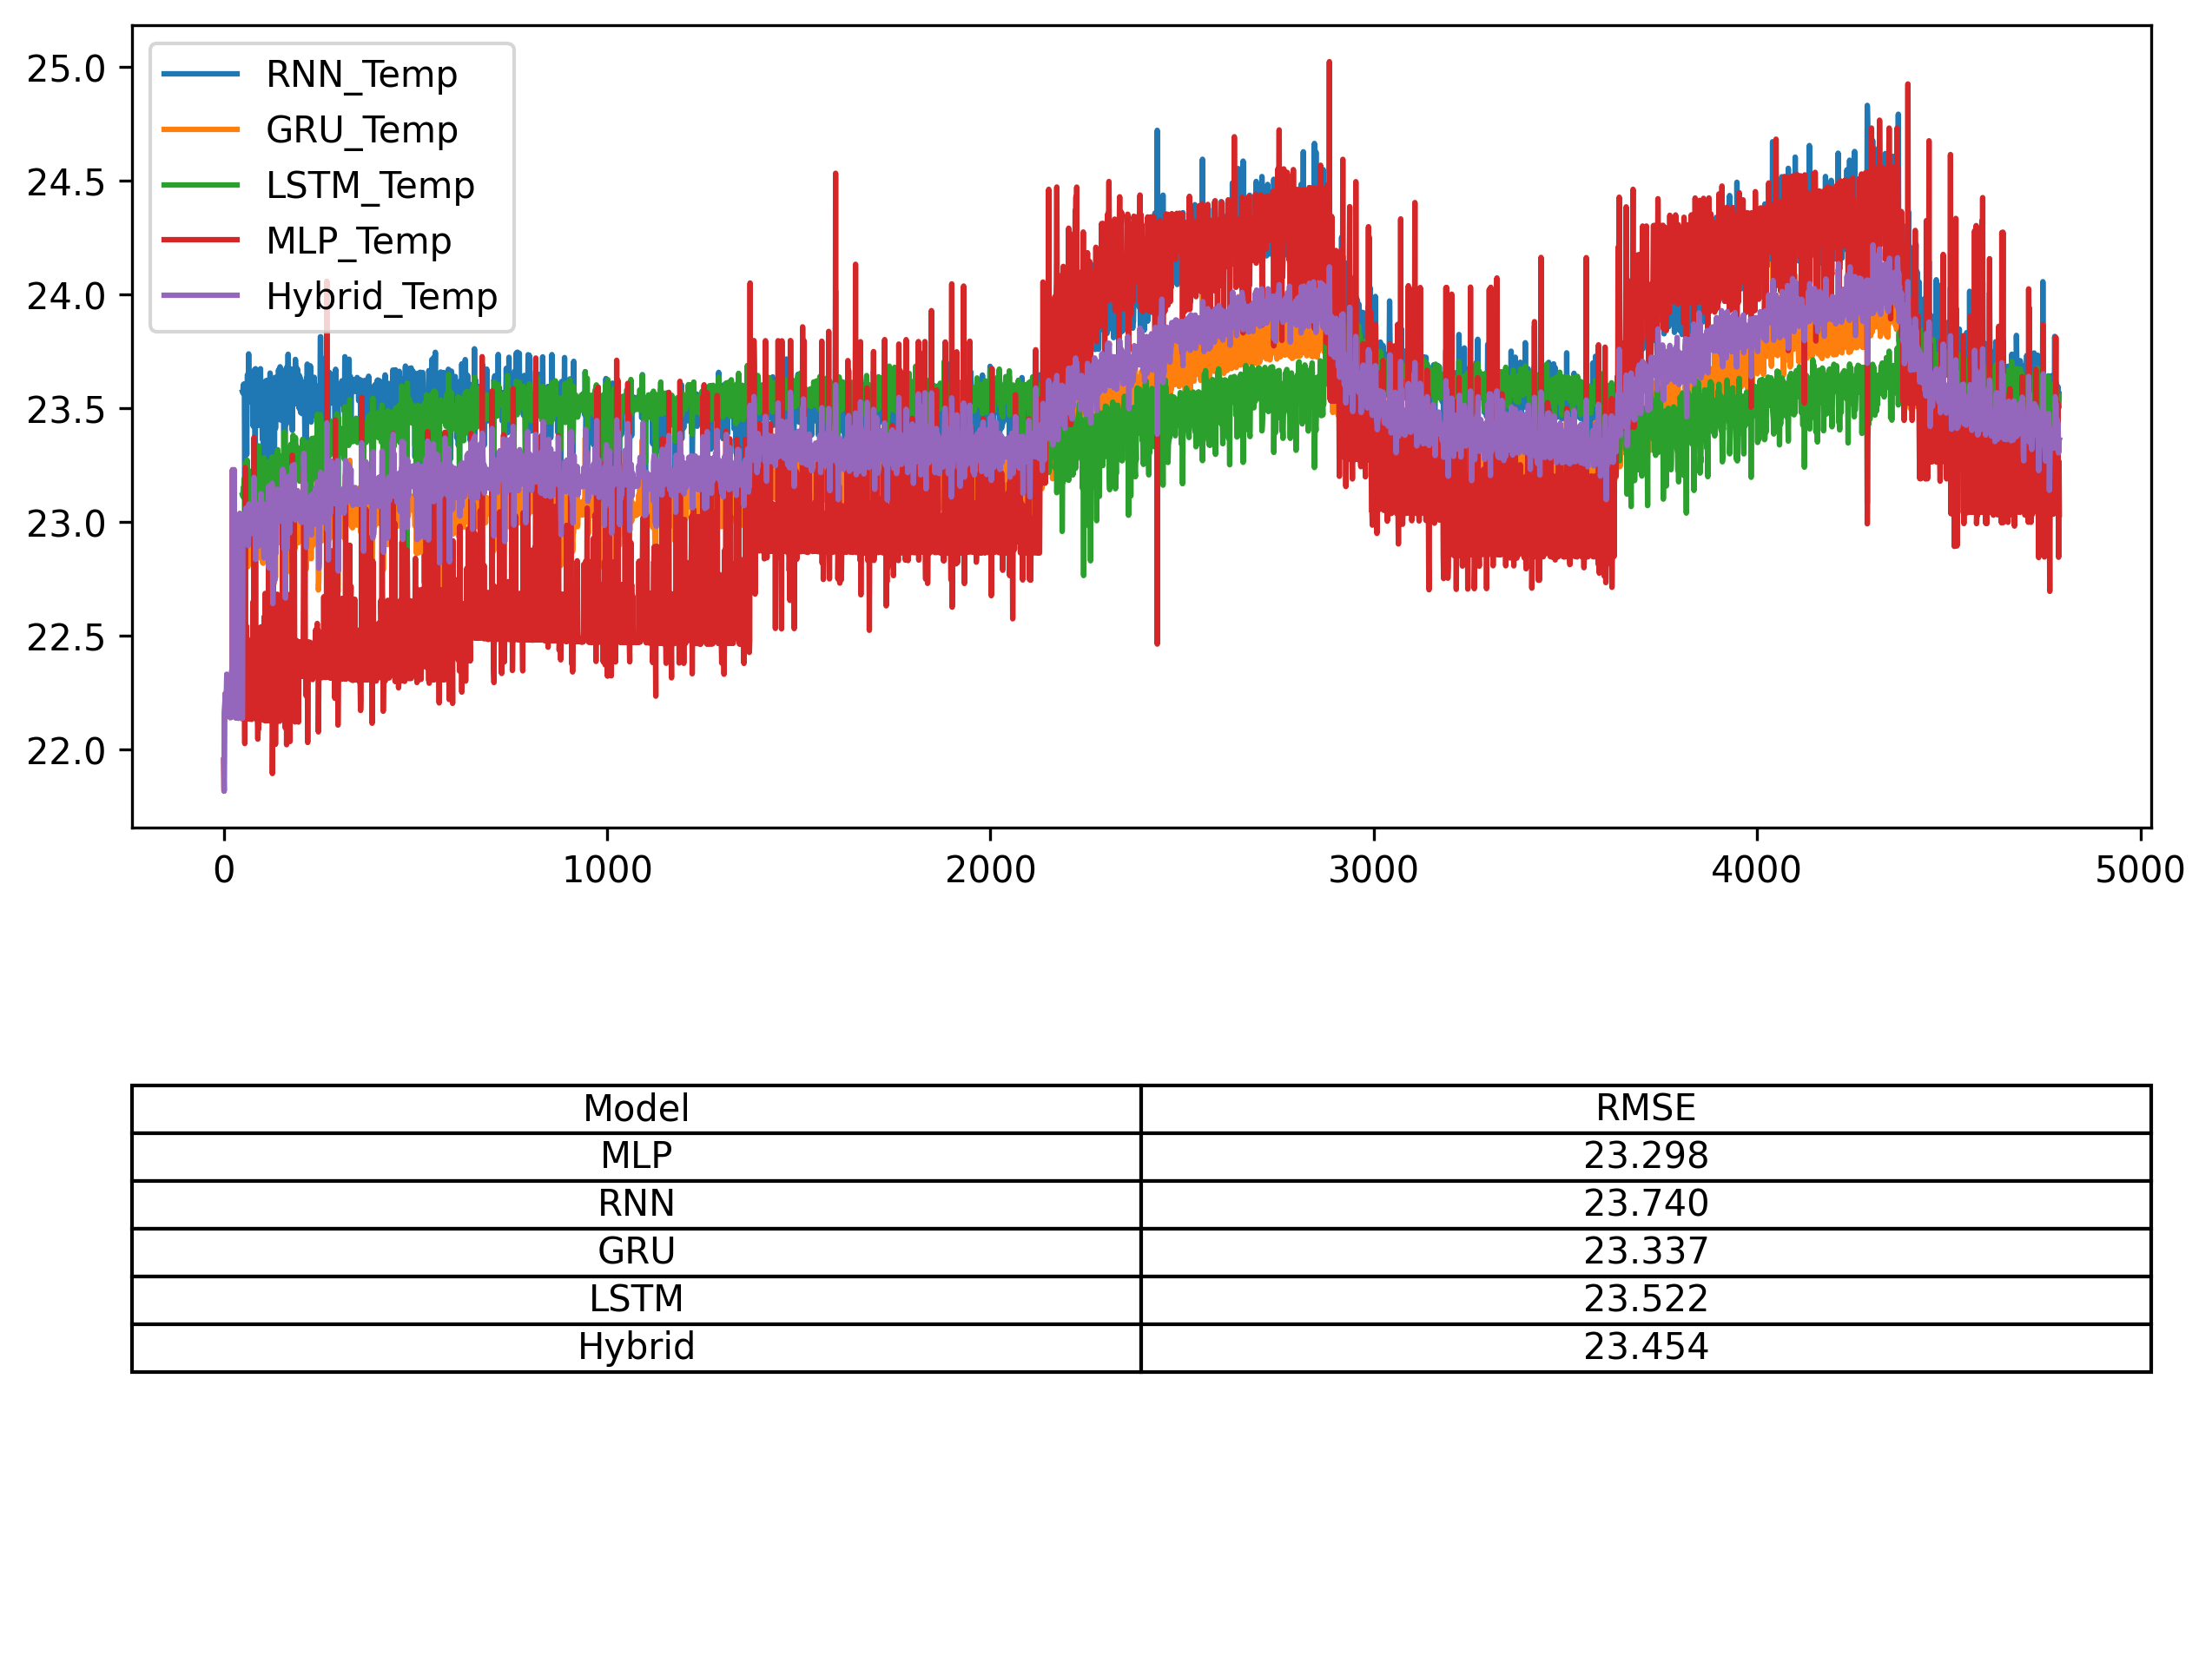 25.0
24.5
24.0
23.5
23.0
22.5
22.0
RNN_Temp
GRU_Temp
LSTM_Temp
MLP_Temp
Hybrid_Temp
0 1000 2000 3000 4000 5000
Model RMSE
MLP 23.298
RNN 23.740
GRU 23.337
LSTM 23.522
Hybrid 23.454